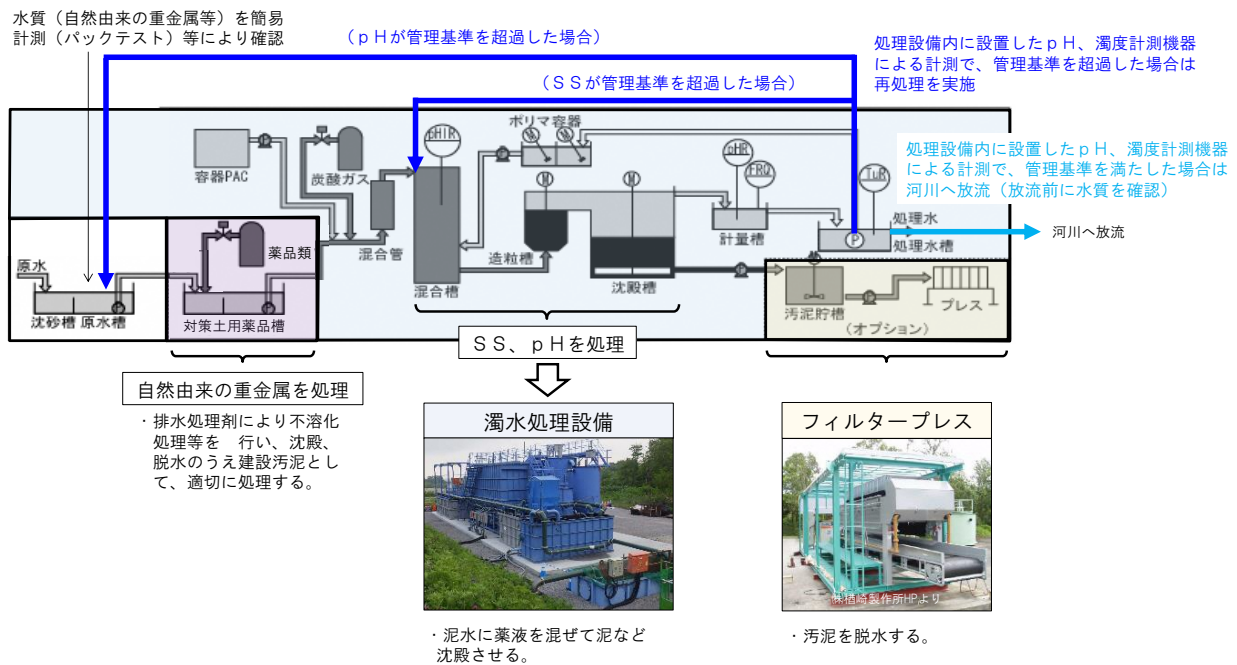 水質（自然由来の重金属等）を簡易
計測（パックテスト）等により確認
（ｐＨが管理基準を超過した場合）
（ＳＳが管理基準を超過した場合）
処理設備内に設置したｐＨ、濁度計測機器
による計測で、管理基準を超過した場合は
再処理を実施
処理設備内に設置したｐＨ、濁度計測機器
による計測で、管理基準を満たした場合は
河川へ放流（放流前に水質を確認）
河川へ放流
容器PAC
P
炭酸ガス
混合管
pHIR
混合槽
P
ポリマ容器
M
M
造粒槽
M
沈殿槽
pHR
FRQ
計量槽
TuR
P
処理水
処理水槽
原水
沈砂槽 原水槽
P
薬品類
対策土用薬品槽
P
P
汚泥貯槽
P
プレス
（オプション）
ＳＳ、ｐＨを処理
自然由来の重金属を処理
・排水処理剤により不溶化
処理等を　行い、沈殿、
脱水のうえ建設汚泥とし
て、適切に処理する。
濁水処理設備
・泥水に薬液を混ぜて泥など
沈殿させる。
フィルタープレス
㈱楢崎製作所HPより
・汚泥を脱水する。